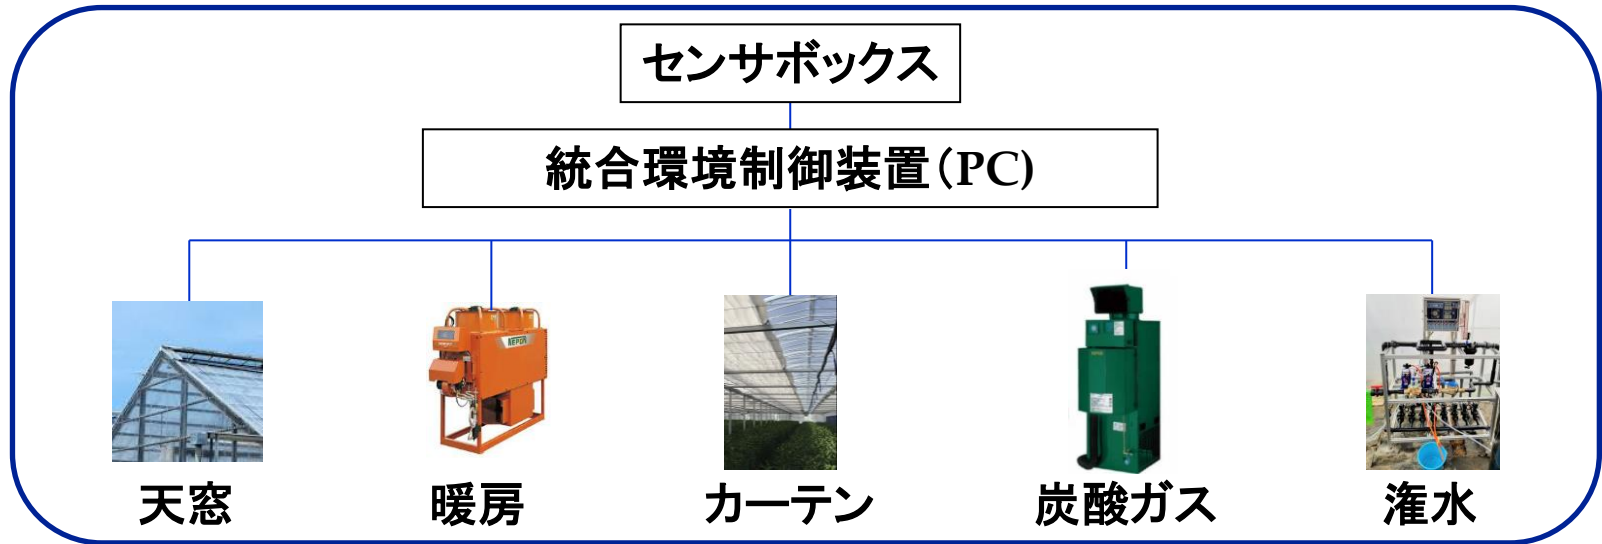 センサボックス
統合環境制御装置(PC)
NEPON
天窓
暖房
カーテン
炭酸ガス
潅水